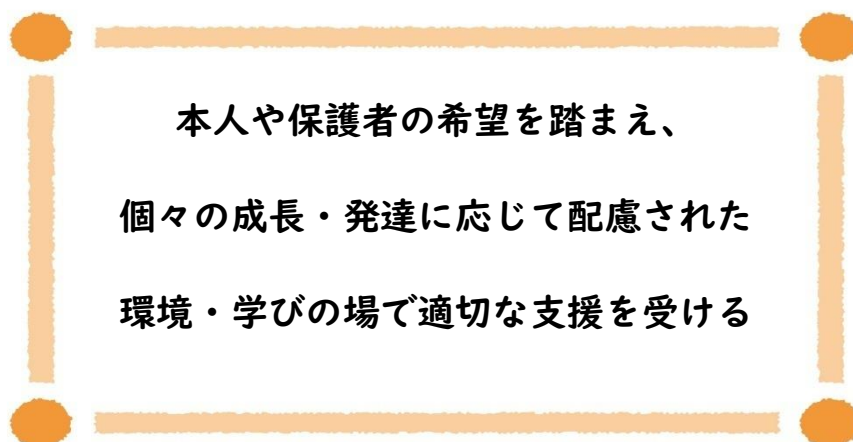 本人や保護者の希望を踏まえ、
個々の成長・発達に応じて配慮された
環境・学びの場で適切な支援を受ける